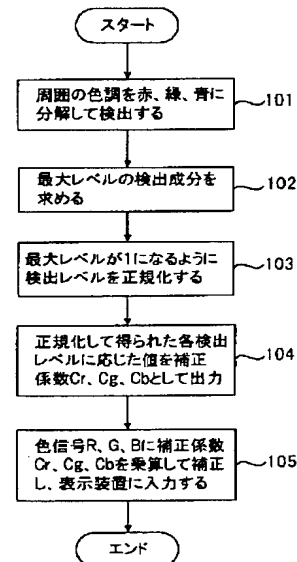 スタート
周囲の色調を赤、緑、青に
分解して検出する
101
最大レベルの検出成分を
求める
102
最大レベルが1になるように
検出レベルを正規化する
103
正規化して得られた各検出
レベルに応じた値を補正
係数Cr、Cg、Cbとして出力
104
色信号R、G、Bに補正係数
Cr、Cg、Cbを乗算して補正
し、表示装置に入力する
105
エンド